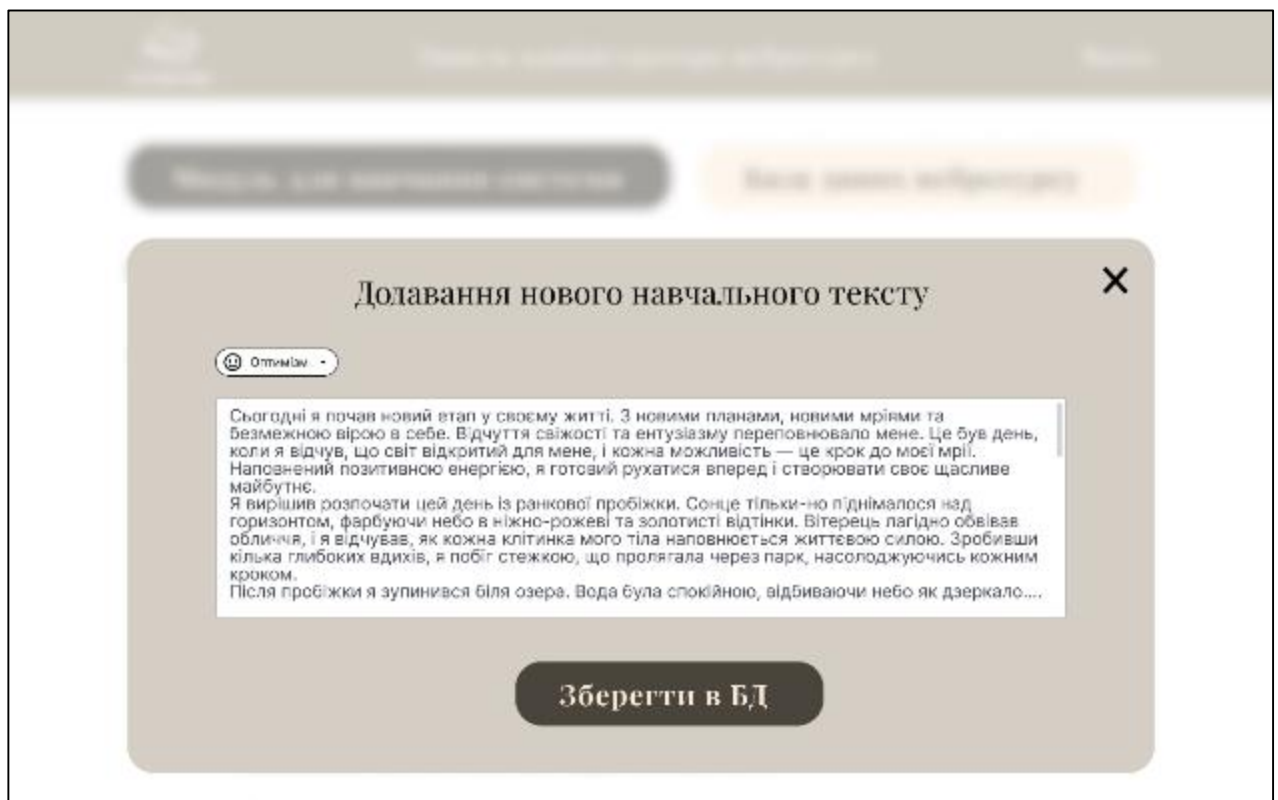 Додавання нового навчального тексту
Оптимізм
Сьогодні я почав новий етап у своєму житті. З новими планами, новими мріями та
безмежною вірою в себе. Відчуття свіжості та ентузіазму переповнювало мене. Це був день,
коли я відчув, що світ відкритий для мене, і кожна можливість — це крок до моєї мрії.
Наповнений позитивною енергією, я готовий рухатися вперед і створювати своє щасливе
майбутнє.
Я вирішив розпочати цей день із ранкової пробіжки. Сонце тільки-но піднімалося над
горизонтом, фарбуючи небо в ніжно-рожеві та золотисті відтінки. Вітерець лагідно обвівав
обличчя, і я відчував, як кожна клітинка мого тіла наповнюється життєвою силою. Зробивши
кілька глибоких вдихів, я побіг стежкою, що пролягала через парк, насолоджуючись кожним
кроком.
Після пробіжки я зупинився біля озера. Вода була спокійною, відбиваючи небо як дзеркало....
Зберегти в БД